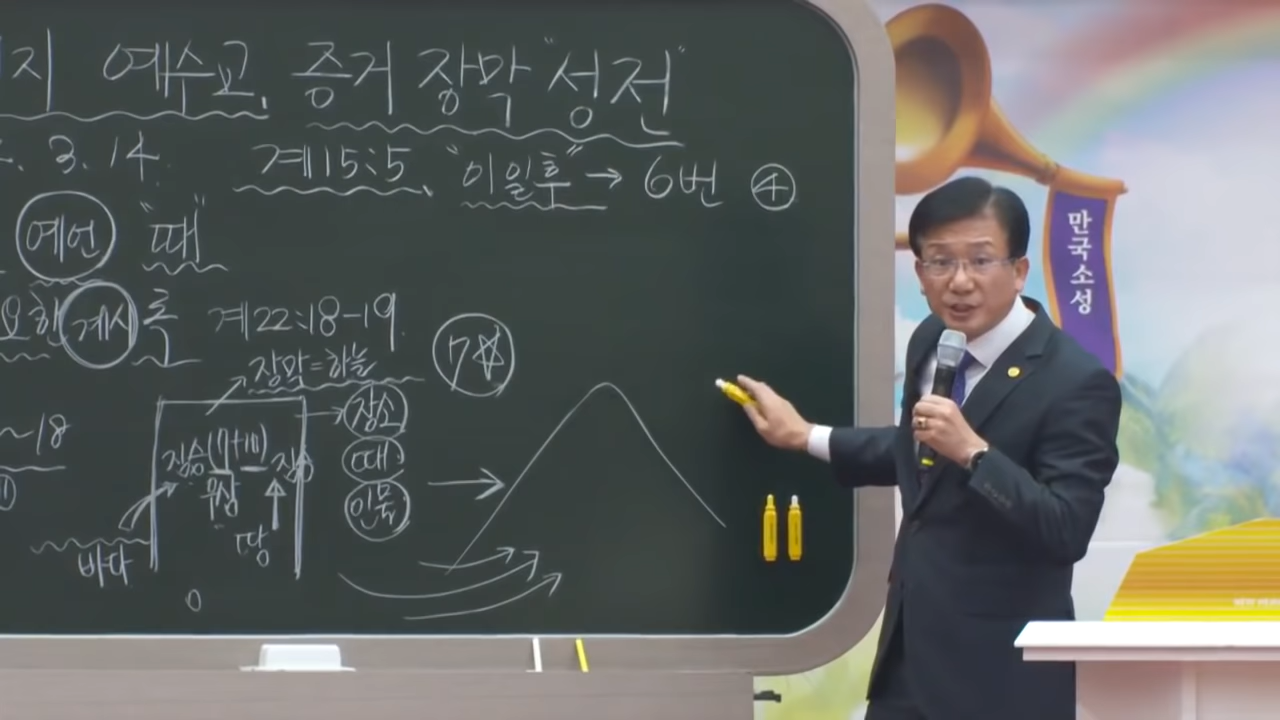 지 예수교, 증거 장막 "성전"
. 3. 14. 계15:5, "이일후" → 6번 ④
예언 "때"
요한계시록 계22:18-19.
장막=하늘 7☆
~18 장소
짐승(7+10) 짐승 때
우상 인물
바다 땅
만국소성